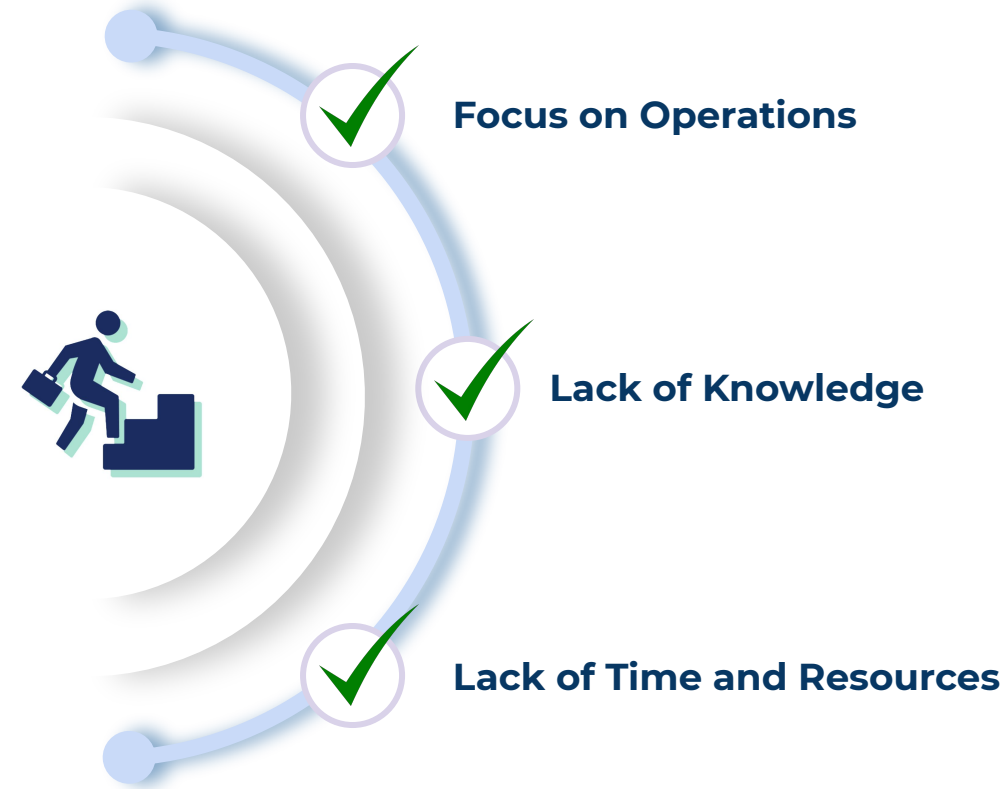 Focus on Operations
Lack of Knowledge
Lack of Time and Resources